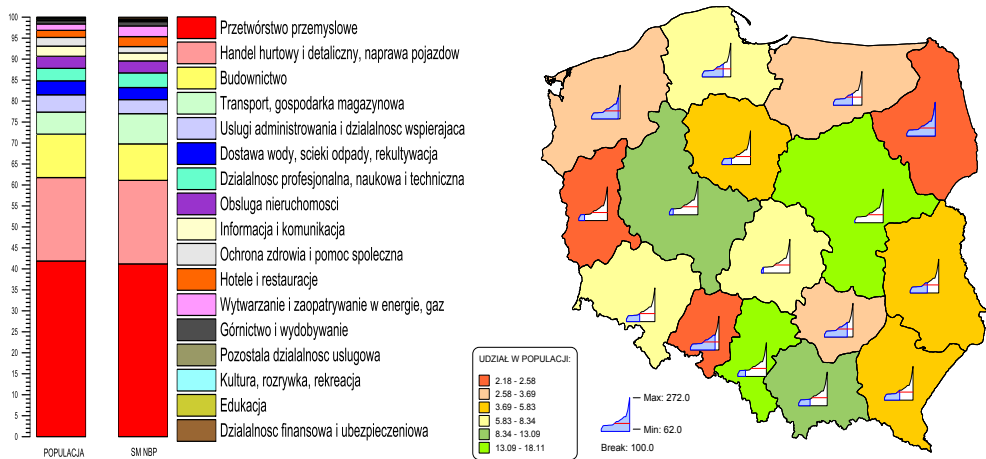 100
95
90
85
80
75
70
65
60
55
50
45
40
35
30
25
20
15
10
5
0
POPULACJA
SM NBP
Przetwórstwo przemyslowe
Handel hurtowy i detaliczny, naprawa pojazdow
Budownictwo
Transport, gospodarka magazynowa
Uslugi administrowania i dzialalnosc wspierajaca
Dostawa wody, scieki odpady, rekultywacja
Dzialalnosc profesjonalna, naukowa i techniczna
Obsluga nieruchomosci
Informacja i komunikacja
Ochrona zdrowia i pomoc spoleczna
Hotele i restauracje
Wytwarzanie i zaopatrywanie w energie, gaz
Górnictwo i wydobywanie
Pozostala dzialalnosc uslugowa
Kultura, rozrywka, rekreacja
Edukacja
Dzialalnosc finansowa i ubezpieczeniowa
UDZIAŁ W POPULACJI:
2.18 - 2.58
2.58 - 3.69
3.69 - 5.83
5.83 - 8.34
8.34 - 13.09
13.09 - 18.11
Max: 272.0
Min: 62.0
Break: 100.0